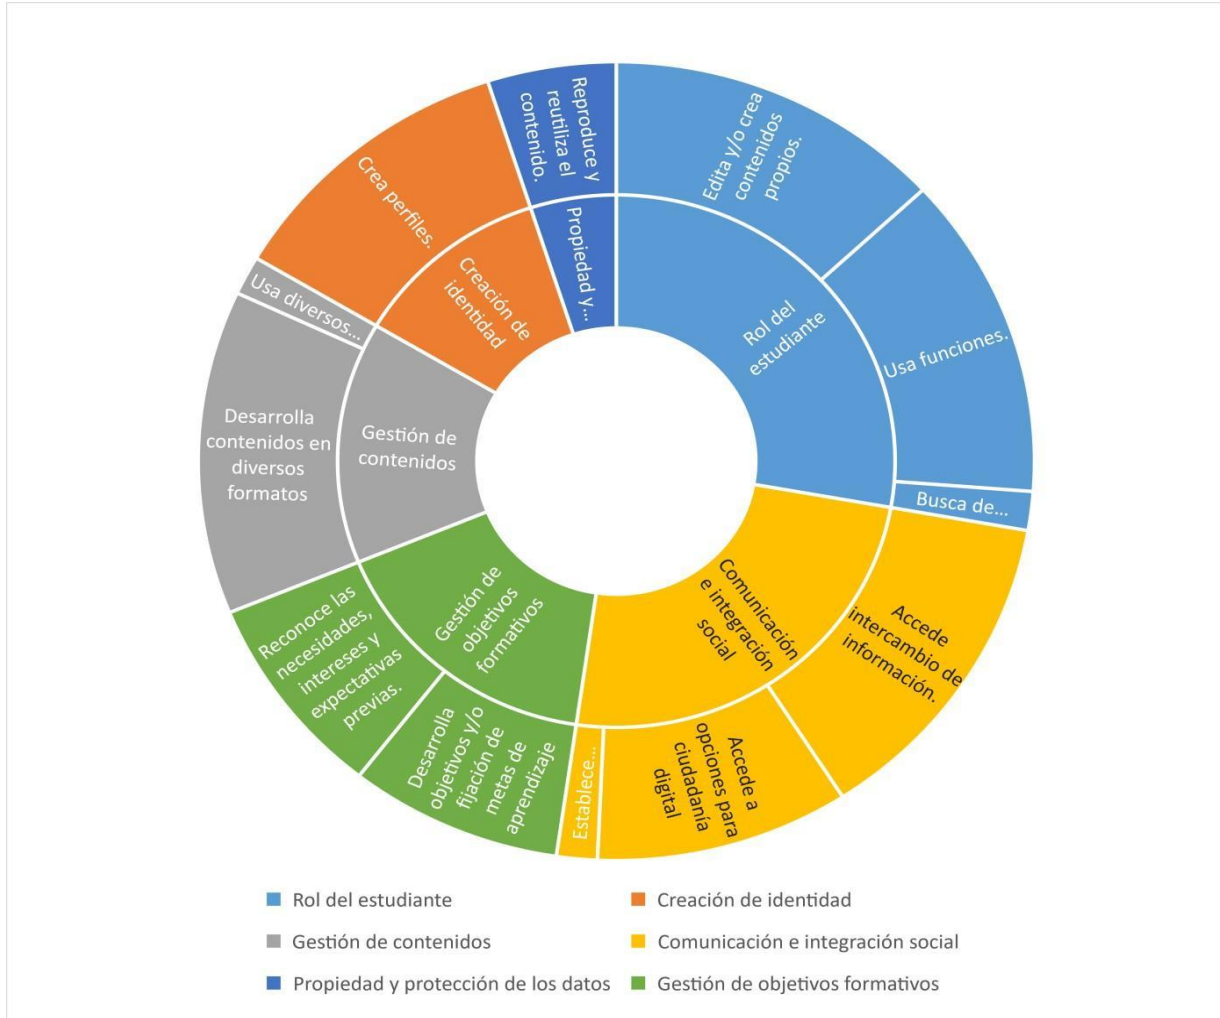 Reproduce y
reutiliza el
contenido.
Propiedad y...
Edita y/o crea
contenidos
propios.
Rol del
estudiante
Usa funciones.
Busca de...
Crea perfiles.
Creación de
identidad
Usa diversos...
Desarrolla
contenidos en
diversos
formatos
Gestión de
contenidos
Comunicación
e integración
social
Accede
intercambio de
información.
Accede a
opciones para
ciudadanía
digital
Establece...
Gestión de
objetivos
formativos
Desarrolla
objetivos y/o
fijación de
metas de
aprendizaje
Reconoce las
necesidades,
intereses y
expectativas
previas.
Rol del estudiante
Creación de identidad
Gestión de contenidos
Comunicación e integración social
Propiedad y protección de los datos
Gestión de objetivos formativos